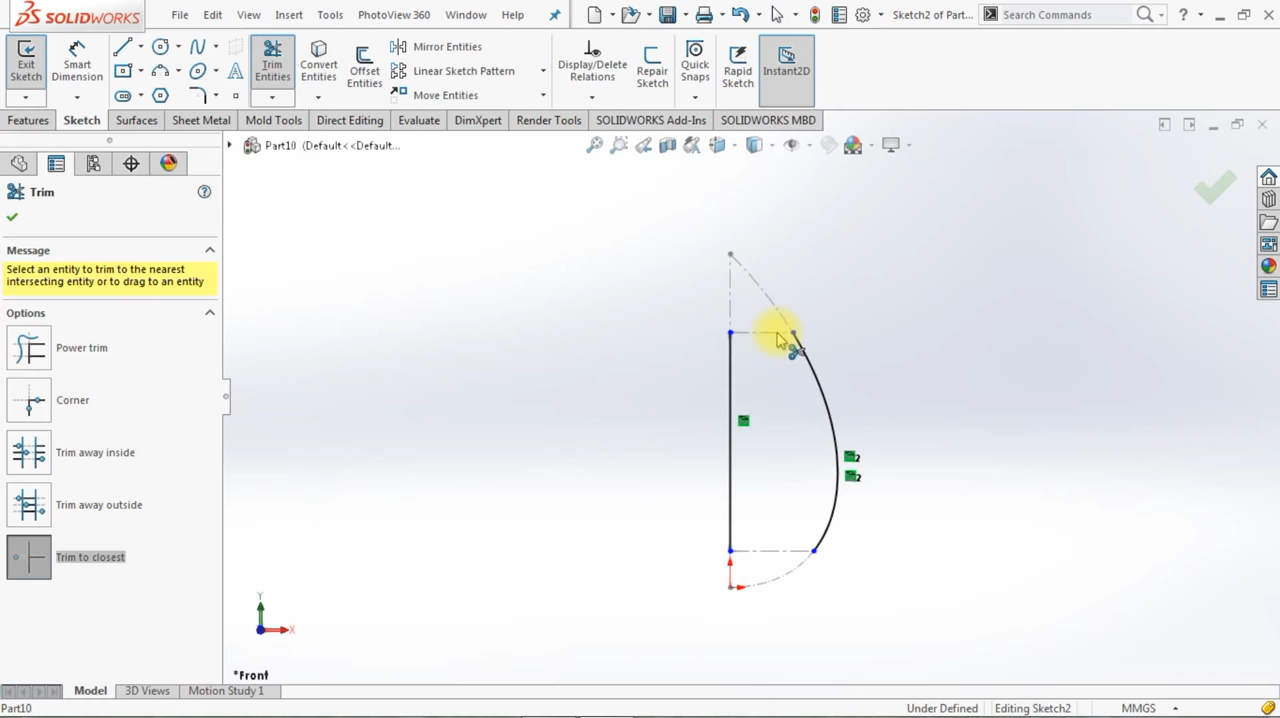 SOLIDWORKS
File Edit View Insert Tools PhotoView 360 Window Help
Sketch2 of Part...
Search Commands
?
Exit Sketch
Smart Dimension
Trim Entities
Convert Entities
Offset Entities
Mirror Entities
Linear Sketch Pattern
Move Entities
Display/Delete Relations
Repair Sketch
Quick Snaps
Rapid Sketch
Instant2D
Features Sketch Surfaces Sheet Metal Mold Tools Direct Editing Evaluate DimXpert Render Tools SOLIDWORKS Add-Ins SOLIDWORKS MBD
Part10 (Default<<Default...
Trim
?
Message
Select an entity to trim to the nearest
intersecting entity or to drag to an entity
Options
Power trim
Corner
Trim away inside
Trim away outside
Trim to closest
2
2
Y
X
*Front
Model 3D Views Motion Study 1
Part10
Under Defined Editing Sketch2 MMGS